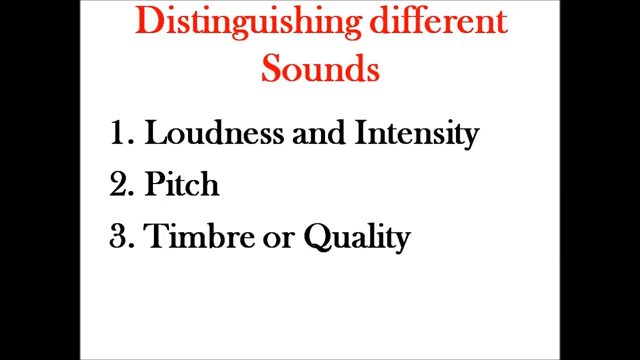 Distinguishing different
Sounds
1. Loudness and Intensity
2. Pitch
3. Timbre or Quality